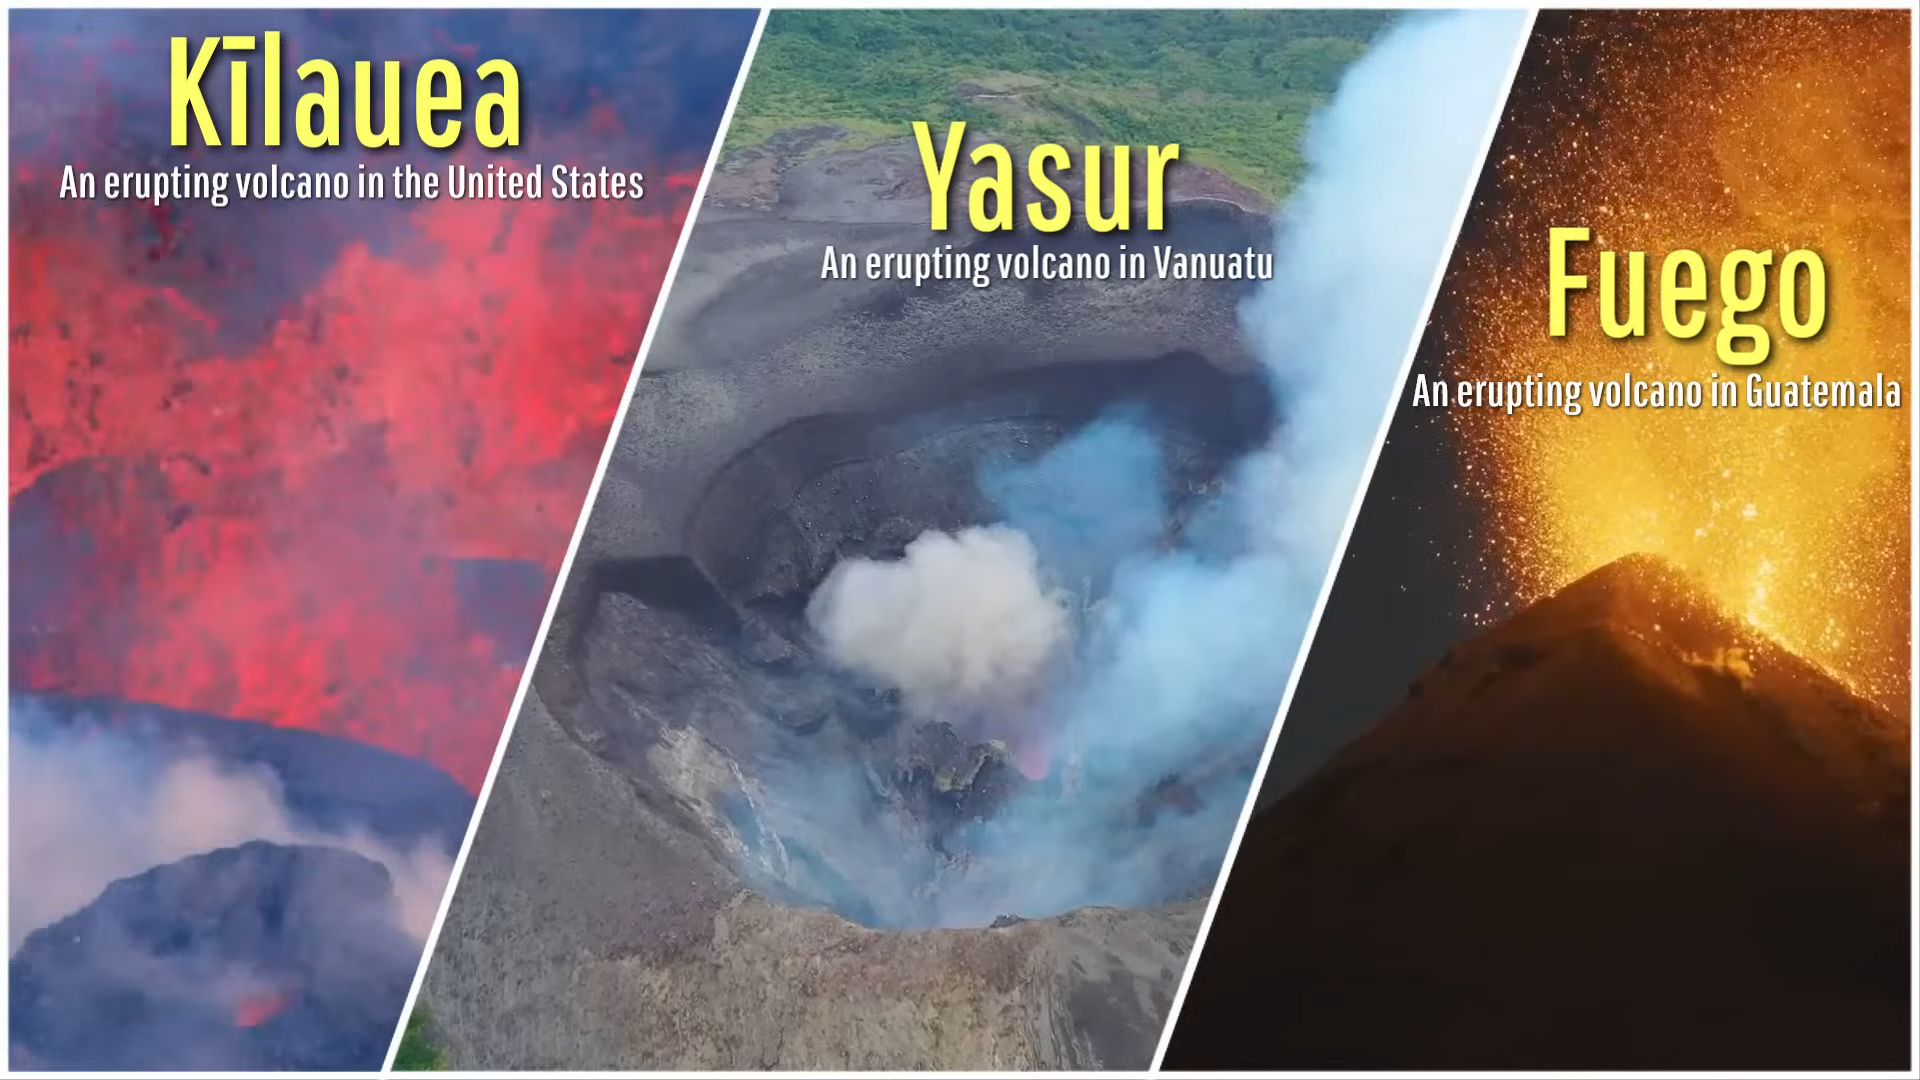 Kīlauea
An erupting volcano in the United States
Yasur
An erupting volcano in Vanuatu
Fuego
An erupting volcano in Guatemala